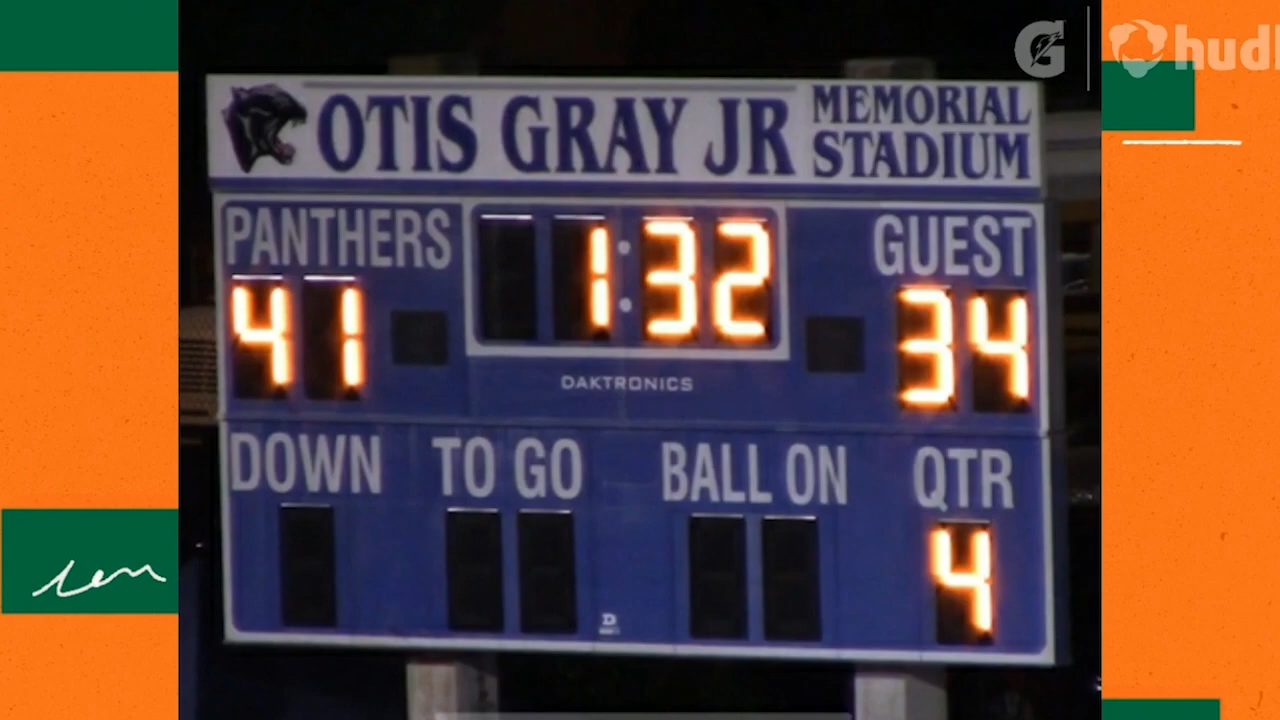 G hudl
OTIS GRAY JR MEMORIAL STADIUM
PANTHERS 1:32 GUEST
41 34
DAKTRONICS
DOWN TO GO BALL ON QTR
4
D